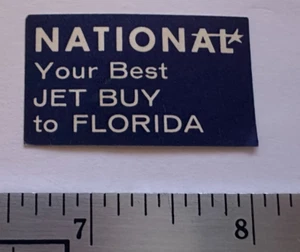 NATIONAL
Your Best
JET BUY
to FLORIDA
7
8